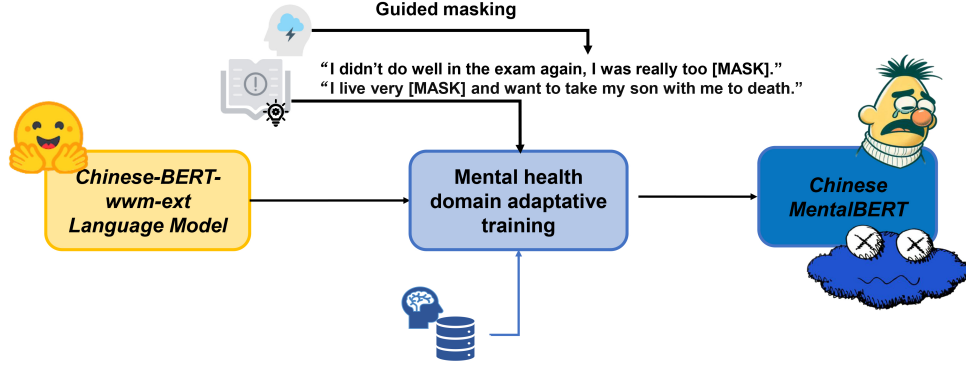 Guided masking
“I didn’t do well in the exam again, I was really too [MASK].”
“I live very [MASK] and want to take my son with me to death.”
Chinese-BERT-
wwm-ext
Language Model
Mental health
domain adaptative
training
Chinese
MentalBERT